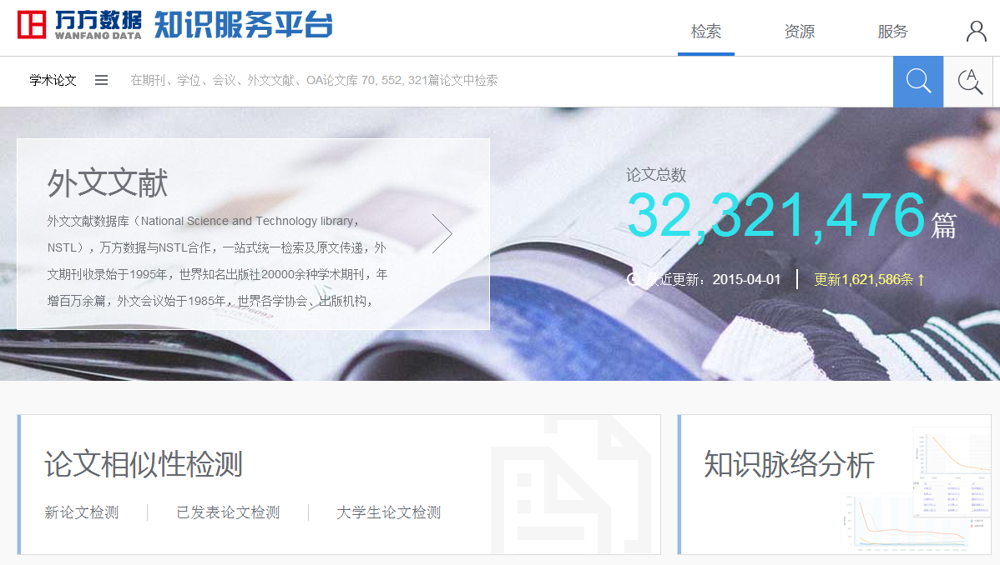 万方数据 知识服务平台
WANFANG DATA
检索 资源 服务
学术论文 在期刊、学位、会议、外文文献、OA论文库 70, 552, 321篇论文中检索
A
外文文献
外文文献数据库（National Science and Technology library，
NSTL），万方数据与NSTL合作，一站式统一检索及原文传递，外
文期刊收录始于1995年，世界知名出版社20000余种学术期刊，年
增百万余篇，外文会议始于1985年，世界各学协会、出版机构，
论文总数
32,321,476篇
最近更新：2015-04-01 更新1,621,586条↑
论文相似性检测
新论文检测 已发表论文检测 大学生论文检测
知识脉络分析